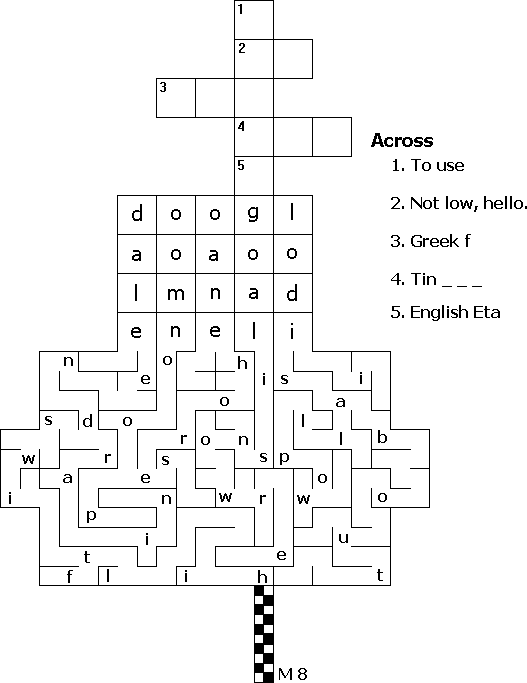 1
2
3
4
5
Across
1. To use
2. Not low, hello.
3. Greek f
4. Tin _ _ _
5. English Eta
d o o g l
a o a o o
l m n a d
e n e l i
n o h
e i s i
o a
s d o l
r o n l b
w r s s p
a e o
i n w r w o
p
i u
t e
f l i h t
M 8